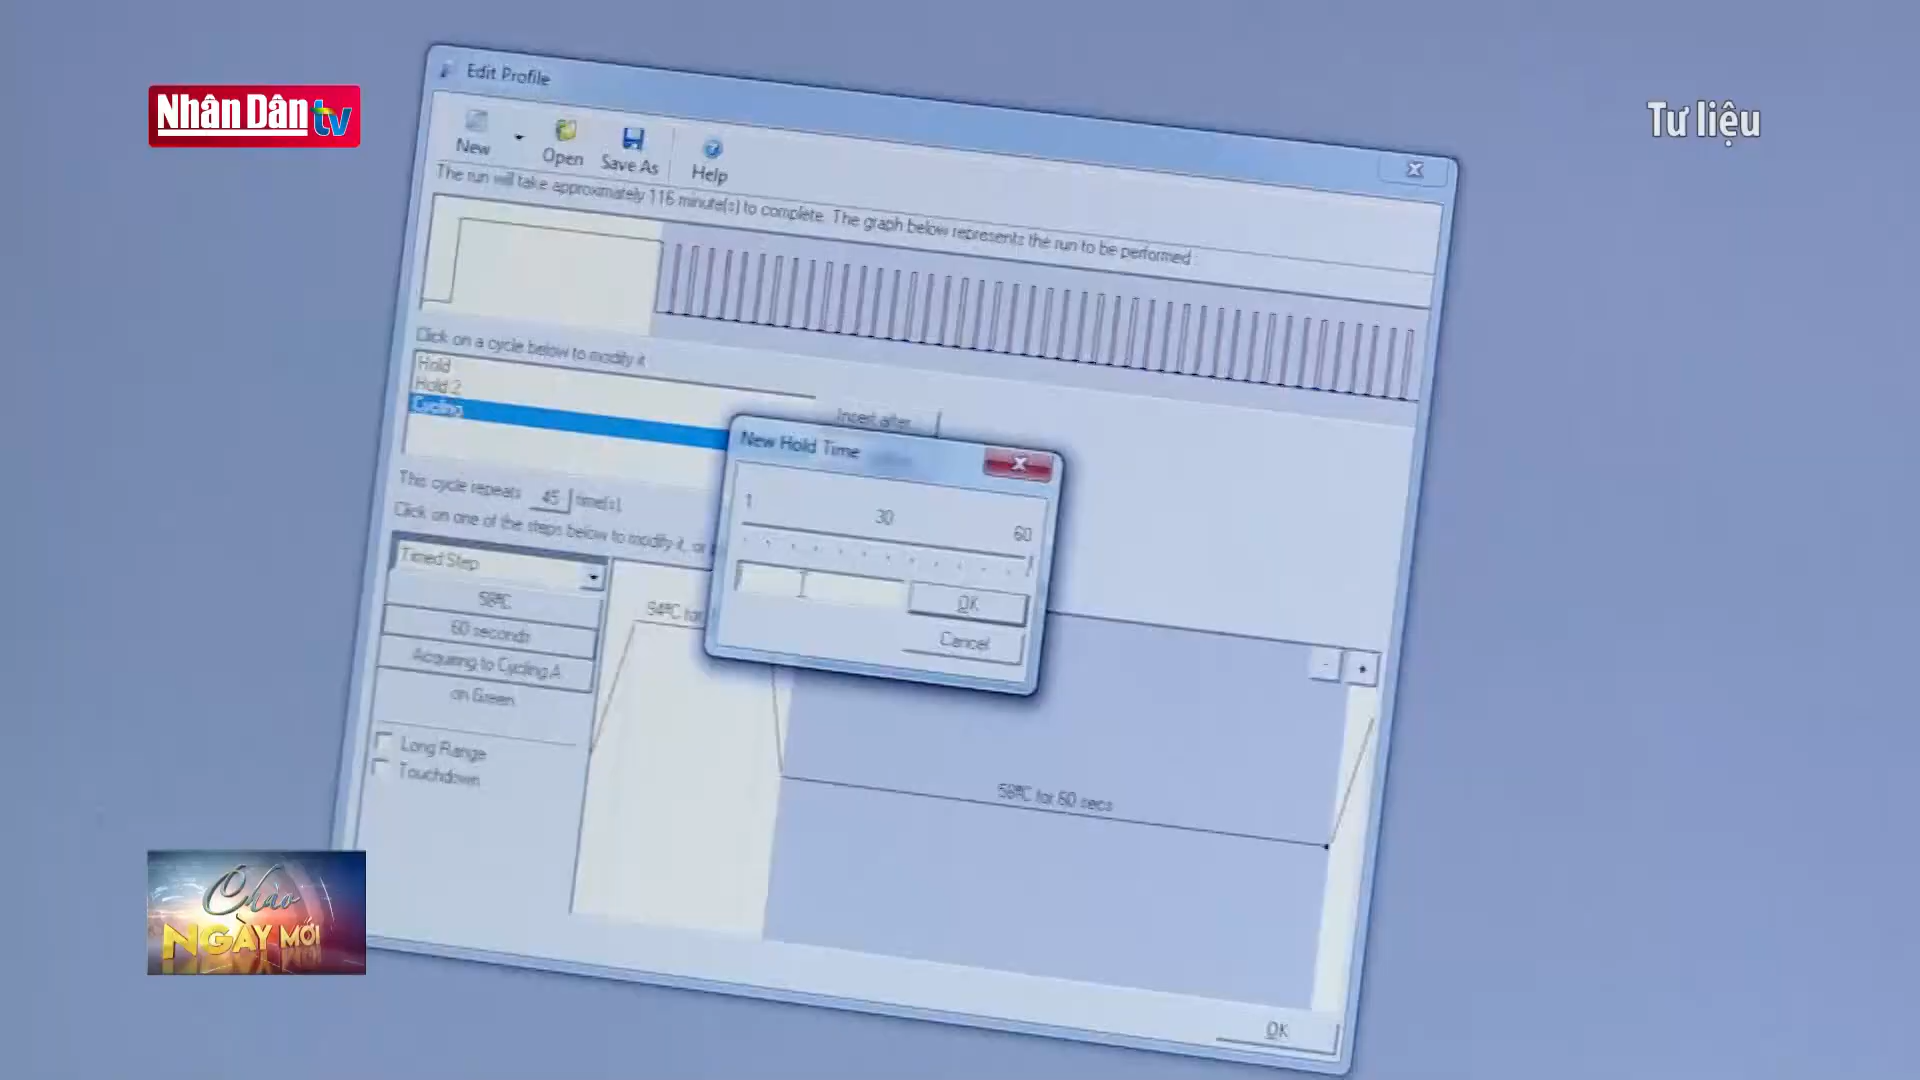 Nhân Dân tv
Tư liệu
Edit Profile
New
Open
Save As
Help
The run will take approximately 116 minute(s) to complete. The graph below represents the run to be performed
Click on a cycle below to modify it
Hold
Hold 2
Cycling
Insert after
This cycle repeats 45 time(s).
Click on one of the steps below to modify it, or
New Hold Time
1
30
60
OK
Cancel
Timed Step
58ºC
60 seconds
Acquiring to Cycling A
on Green
Long Range
Touchdown
94ºC for
58ºC for 60 secs
- +
OK
Chào
NGÀY MỚI